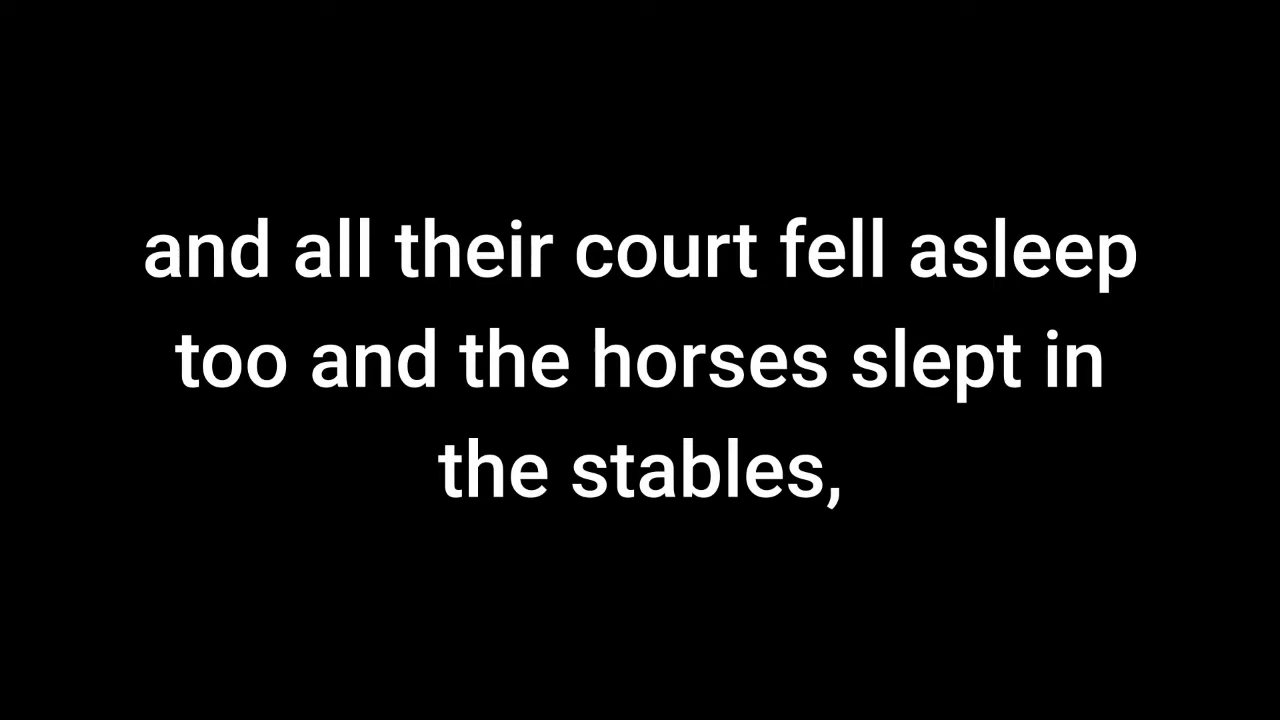 and all their court fell asleep
too and the horses slept in
the stables,